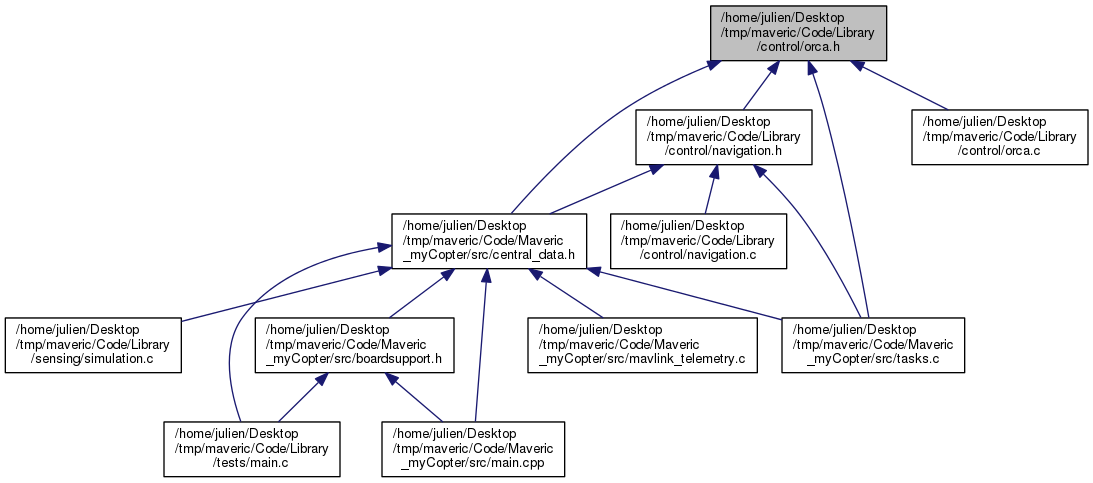 /home/julien/Desktop
/tmp/maveric/Code/Library
/control/orca.h
/home/julien/Desktop
/tmp/maveric/Code/Library
/control/navigation.h
/home/julien/Desktop
/tmp/maveric/Code/Library
/control/orca.c
/home/julien/Desktop
/tmp/maveric/Code/Maveric
_myCopter/src/central_data.h
/home/julien/Desktop
/tmp/maveric/Code/Library
/control/navigation.c
/home/julien/Desktop
/tmp/maveric/Code/Library
/sensing/simulation.c
/home/julien/Desktop
/tmp/maveric/Code/Maveric
_myCopter/src/boardsupport.h
/home/julien/Desktop
/tmp/maveric/Code/Maveric
_myCopter/src/mavlink_telemetry.c
/home/julien/Desktop
/tmp/maveric/Code/Maveric
_myCopter/src/tasks.c
/home/julien/Desktop
/tmp/maveric/Code/Library
/tests/main.c
/home/julien/Desktop
/tmp/maveric/Code/Maveric
_myCopter/src/main.cpp